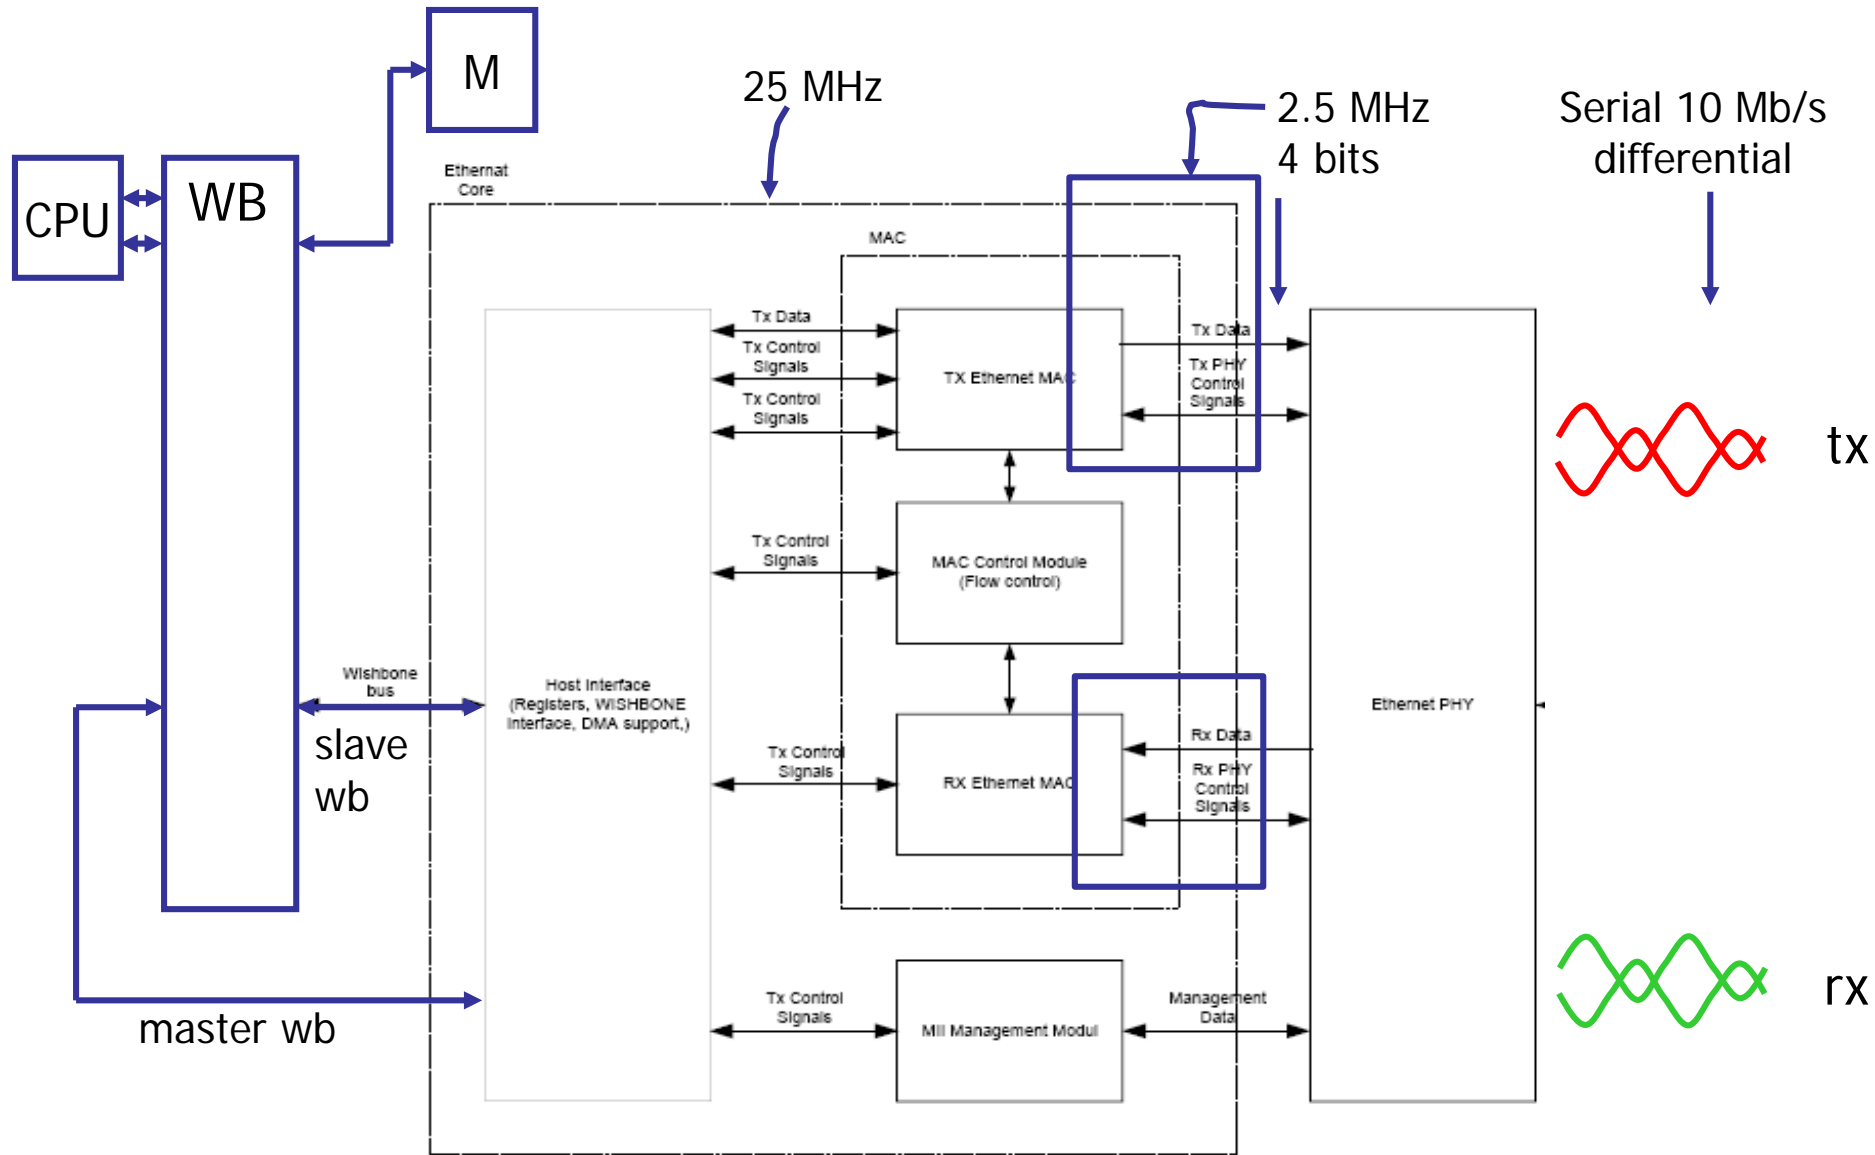 M
25 MHz
2.5 MHz
4 bits
Serial 10 Mb/s
differential
CPU
WB
Ethernat
Core
MAC
Tx Data
Tx Control
Signals
Tx Control
Signals
TX Ethernet MAC
Tx Data
Tx PHY
Control
Signals
tx
Tx Control
Signals
MAC Control Module
(Flow control)
Wishbone
bus
slave
wb
Host Interface
(Registers, WISHBONE
Interface, DMA support,)
Tx Control
Signals
RX Ethernet MAC
Rx Data
Rx PHY
Control
Signals
Ethernet PHY
master wb
Tx Control
Signals
MII Management Modul
Management
Data
rx